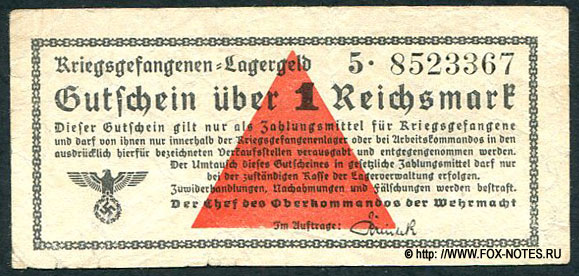 Kriegsgefangenen-Lagergeld 5· 8523367
Gutschein über 1 Reichsmark
Dieser Gutschein gilt nur als Zahlungsmittel für Kriegsgefangene
und darf von ihnen nur innerhalb der Kriegsgefangenenlager oder bei Arbeitskommandos in den
ausdrücklich hierfür bezeichneten Verkaufsstellen verausgabt und entgegengenommen werden.
Der Umtausch dieses Gutscheines in gesetzliche Zahlungsmittel darf nur
bei der zuständigen Kasse der Lagerverwaltung erfolgen.
Zuwiderhandlungen, Nachahmungen und Fälschungen werden bestraft.
Der Chef des Oberkommandos der Wehrmacht
Im Auftrage:
© Copyright by
WWW.FOX-NOTES.RU